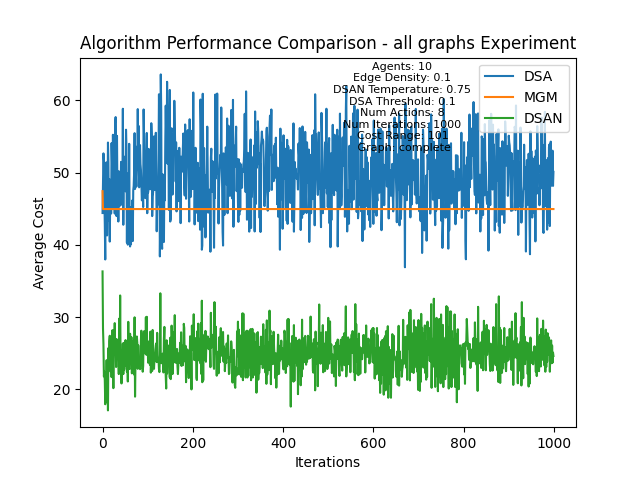 Algorithm Performance Comparison - all graphs Experiment
Agents: 10
Edge Density: 0.1
DSAN Temperature: 0.75
DSA Threshold: 0.1
Num Actions: 8
Num Iterations: 1000
Cost Range: 101
Graph: complete
DSA
MGM
DSAN
Average Cost
60
50
40
30
20
0
200
400
600
800
1000
Iterations